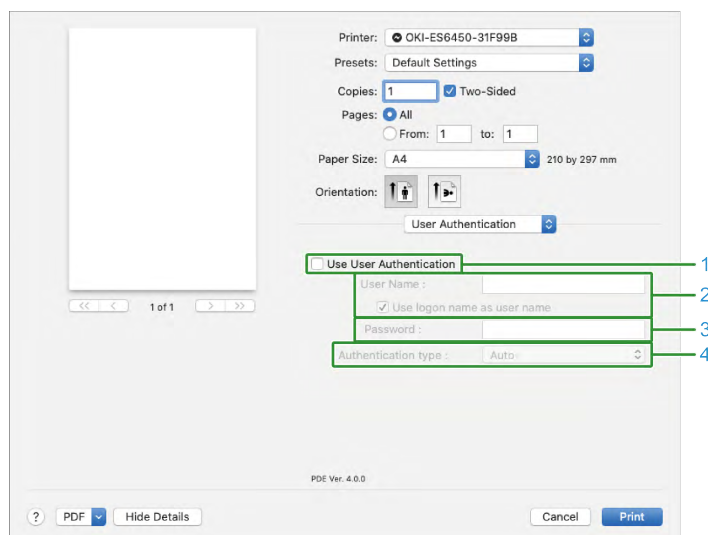 Printer: OKI-ES6450-31F99B
Presets: Default Settings
Copies: 1 Two-Sided
Pages: All
From: 1 to: 1
Paper Size: A4 210 by 297 mm
Orientation:
User Authentication
Use User Authentication 1
User Name : 2
Use logon name as user name
<< < 1 of 1 > >>
Password : 3
Authentication type : Auto 4
PDE Ver. 4.0.0
? PDF Hide Details Cancel Print